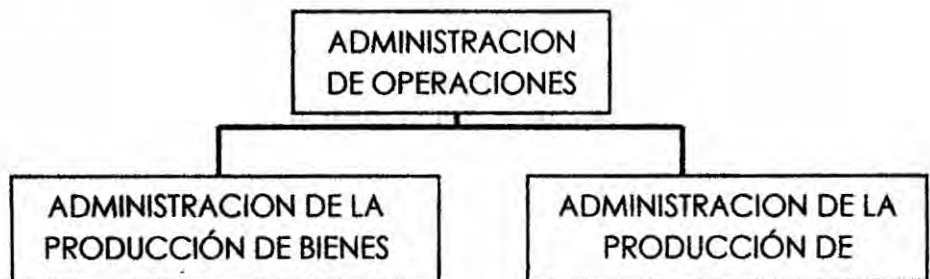 ADMINISTRACION
DE OPERACIONES
ADMINISTRACION DE LA
PRODUCCIÓN DE BIENES
ADMINISTRACION DE LA
PRODUCCIÓN DE